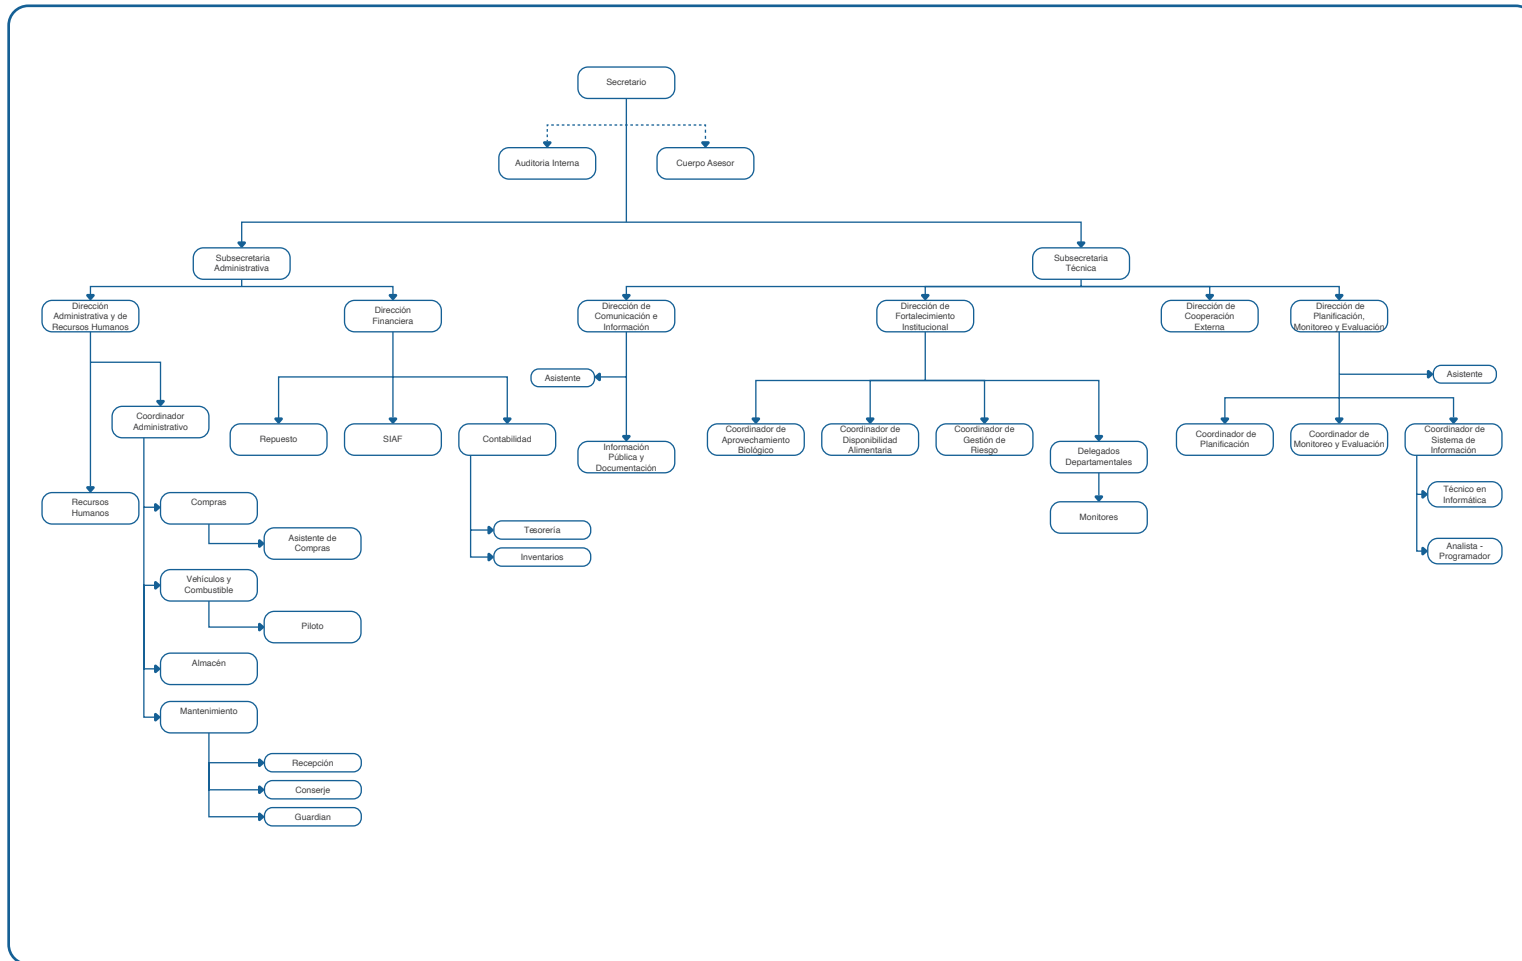 Secretario
Auditoria Interna
Cuerpo Asesor
Subsecretaria
Administrativa
Subsecretaria
Técnica
Dirección
Administrativa y de
Recursos Humanos
Dirección
Financiera
Dirección de
Comunicación e
Información
Dirección de
Fortalecimiento
Institucional
Dirección de
Cooperación
Externa
Dirección de
Planificación,
Monitoreo y Evaluación
Asistente
Asistente
Coordinador
Administrativo
Repuesto
SIAF
Contabilidad
Información
Pública y
Documentación
Coordinador de
Aprovechamiento
Biológico
Coordinador de
Disponibilidad
Alimentaria
Coordinador de
Gestión de
Riesgo
Delegados
Departamentales
Coordinador de
Planificación
Coordinador de
Monitoreo y Evaluación
Coordinador de
Sistema de
Información
Recursos
Humanos
Compras
Asistente de
Compras
Tesorería
Inventarios
Monitores
Técnico en
Informática
Analista -
Programador
Vehículos y
Combustible
Piloto
Almacén
Mantenimiento
Recepción
Conserje
Guardian